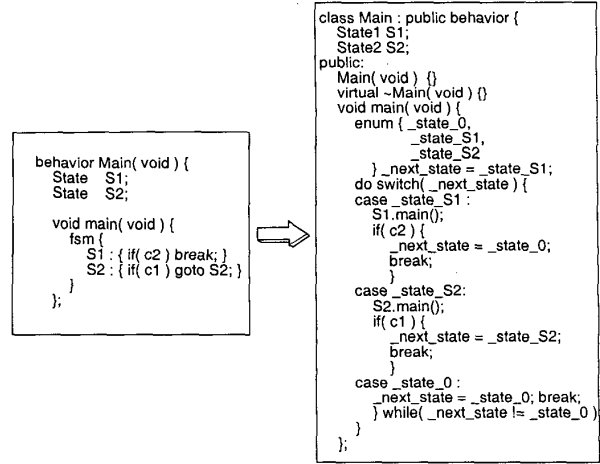 behavior Main( void ) {
State S1;
State S2;
void main( void ) {
fsm {
S1 : { if( c2 ) break; }
S2 : { if( c1 ) goto S2; }
}
};
class Main : public behavior {
State1 S1;
State2 S2;
public:
Main( void ) {}
virtual ~Main( void ) {}
void main( void ) {
enum { _state_0,
_state_S1,
_state_S2
} _next_state = _state_S1;
do switch( _next_state ) {
case _state_S1 :
S1.main();
if( c2 ) {
_next_state = _state_0;
break;
}
case _state_S2:
S2.main();
if( c1 ) {
_next_state = _state_S2;
break;
}
case _state_0 :
_next_state = _state_0; break;
} while( _next_state != _state_0 )
}
};